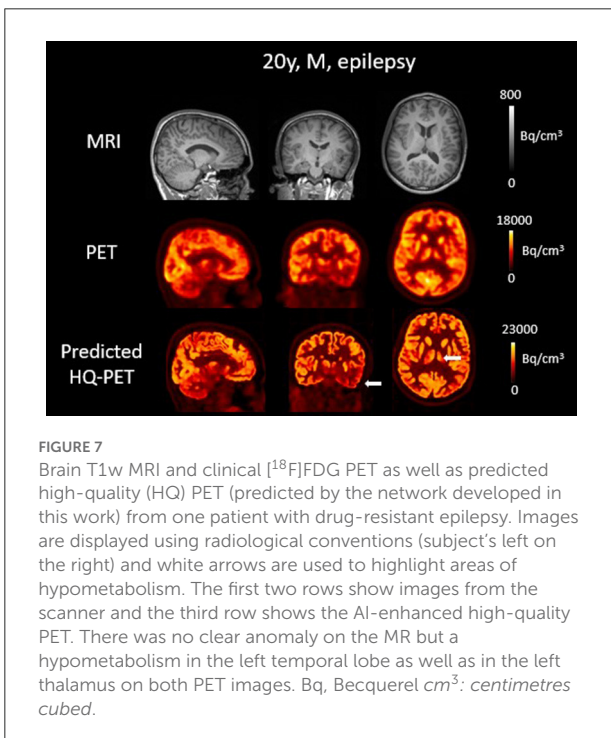 20y, M, epilepsy
MRI
800
Bq/cm³
0
PET
18000
Bq/cm³
0
Predicted
HQ-PET
23000
Bq/cm³
0
FIGURE 7
Brain T1w MRI and clinical [¹⁸F]FDG PET as well as predicted
high-quality (HQ) PET (predicted by the network developed in
this work) from one patient with drug-resistant epilepsy. Images
are displayed using radiological conventions (subject's left on
the right) and white arrows are used to highlight areas of
hypometabolism. The first two rows show images from the
scanner and the third row shows the AI-enhanced high-quality
PET. There was no clear anomaly on the MR but a
hypometabolism in the left temporal lobe as well as in the left
thalamus on both PET images. Bq, Becquerel cm³: centimetres
cubed.